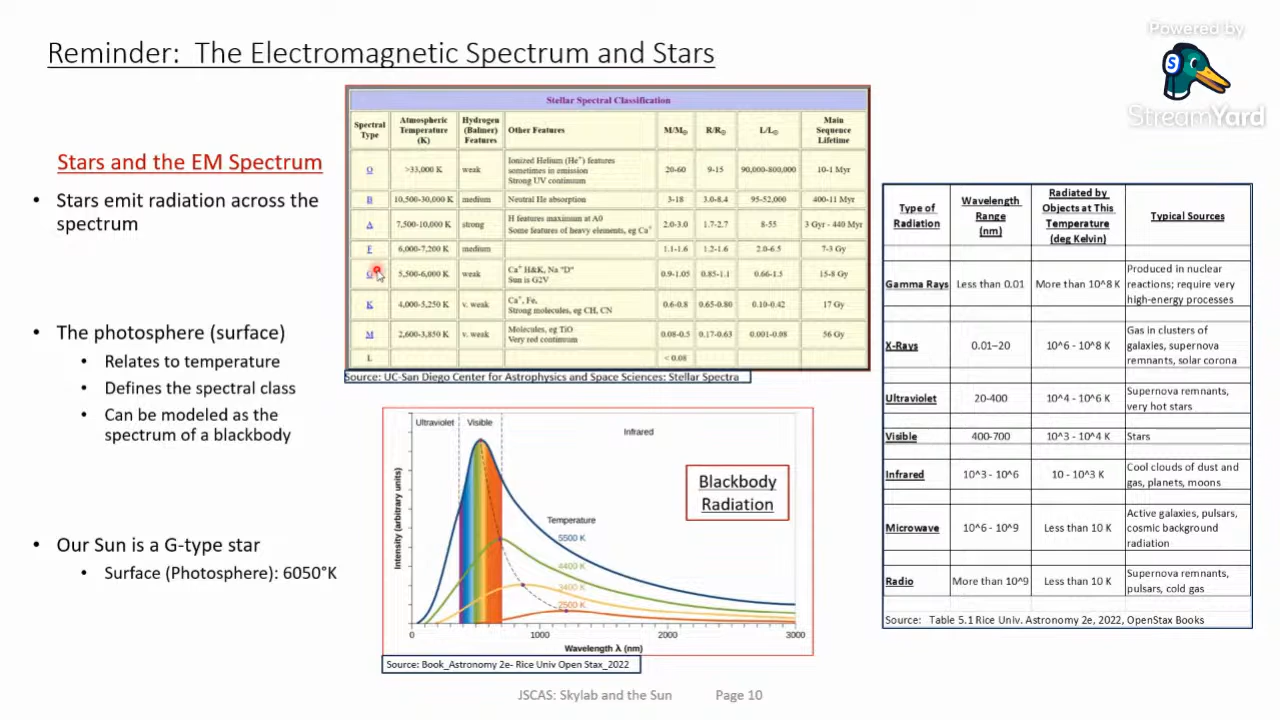 Reminder: The Electromagnetic Spectrum and Stars
Powered by
S
StreamYard
Stars and the EM Spectrum
• Stars emit radiation across the
spectrum
• The photosphere (surface)
• Relates to temperature
• Defines the spectral class
• Can be modeled as the
spectrum of a blackbody
• Our Sun is a G-type star
• Surface (Photosphere): 6050°K
Stellar Spectral Classification
Spectral Type Atmospheric Temperature (K) Hydrogen (Balmer) Features Other Features M/M☉ R/R☉ L/L☉ Main Sequence Lifetime
O >33,000 K weak Ionized Helium (He+) features sometimes in emission Strong UV continuum 20-60 9-15 90,000-800,000 10-1 Myr
B 10,500-30,000 K medium Neutral He absorption 3-18 3.0-8.4 95-52,000 400-11 Myr
A 7,500-10,000 K strong H features maximum at A0 Some features of heavy elements, eg Ca+ 2.0-3.0 1.7-2.7 8-55 3 Gyr - 440 Myr
F 6,000-7,200 K medium 1.1-1.6 1.2-1.6 2.0-6.5 7-3 Gy
G 5,500-6,000 K weak Ca+ H&K, Na "D" Sun is G2V 0.9-1.05 0.85-1.1 0.66-1.5 15-8 Gy
K 4,000-5,250 K v. weak Ca+, Fe, Strong molecules, eg CH, CN 0.6-0.8 0.65-0.80 0.10-0.42 17 Gy
M 2,600-3,850 K v. weak Molecules, eg TiO Very red continuum 0.08-0.5 0.17-0.63 0.001-0.08 56 Gy
L < 0.08
Source: UC-San Diego Center for Astrophysics and Space Sciences: Stellar Spectra
Ultraviolet Visible Infrared
Blackbody
Radiation
Temperature
5500 K
4400 K
3400 K
2500 K
Intensity (arbitrary units)
0 1000 2000 3000
Wavelength λ (nm)
Source: Book_Astronomy 2e- Rice Univ Open Stax_2022
Type of Radiation Wavelength Range (nm) Radiated by Objects at This Temperature (deg Kelvin) Typical Sources
Gamma Rays Less than 0.01 More than 10^8 K Produced in nuclear reactions; require very high-energy processes
X-Rays 0.01–20 10^6 - 10^8 K Gas in clusters of galaxies, supernova remnants, solar corona
Ultraviolet 20-400 10^4 - 10^6 K Supernova remnants, very hot stars
Visible 400-700 10^3 - 10^4 K Stars
Infrared 10^3 - 10^6 10 - 10^3 K Cool clouds of dust and gas, planets, moons
Microwave 10^6 - 10^9 Less than 10 K Active galaxies, pulsars, cosmic background radiation
Radio More than 10^9 Less than 10 K Supernova remnants, pulsars, cold gas
Source: Table 5.1 Rice Univ. Astronomy 2e, 2022, OpenStax Books
JSCAS: Skylab and the Sun Page 10